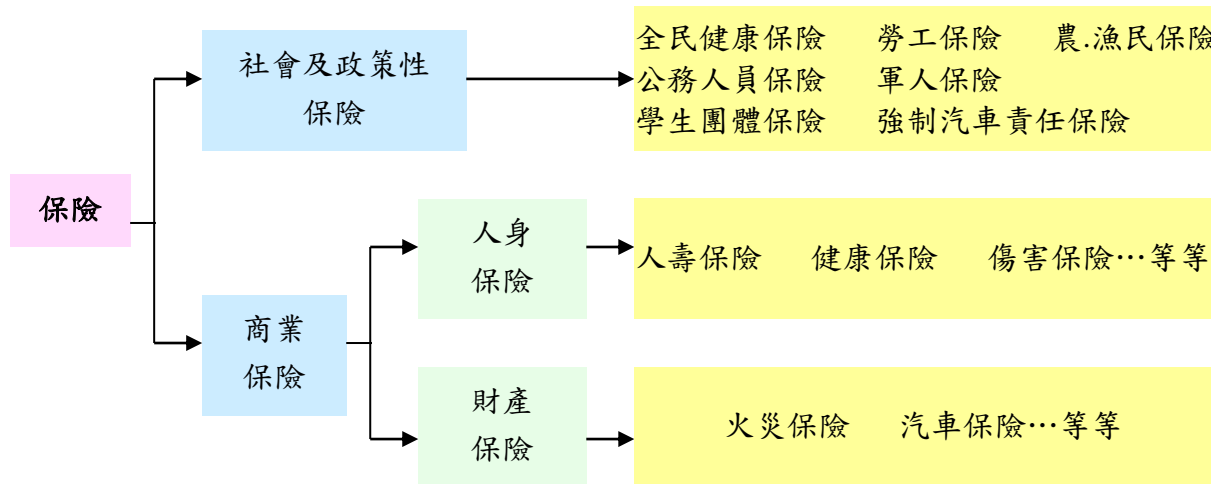 社會及政策性
保險
全民健康保險 勞工保險 農.漁民保險
公務人員保險 軍人保險
學生團體保險 強制汽車責任保險
保險
人身
保險
人壽保險 健康保險 傷害保險…等等
商業
保險
財產
保險
火災保險 汽車保險…等等